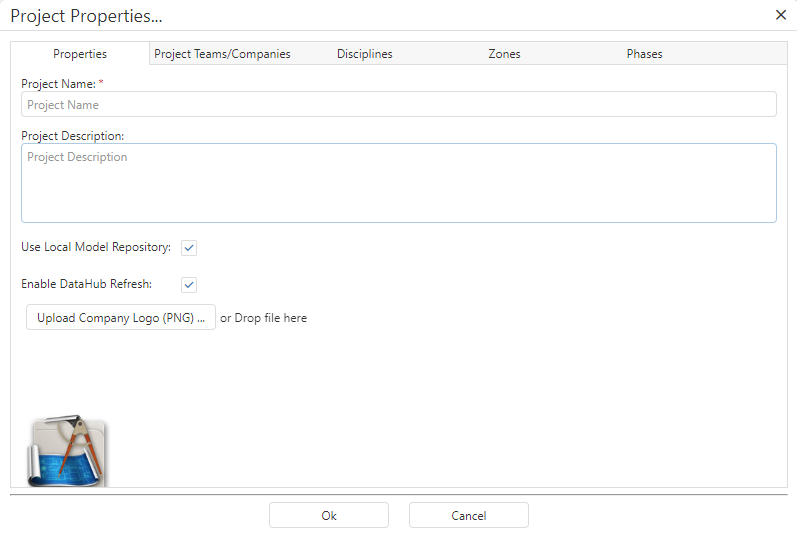 Project Properties...
Properties Project Teams/Companies Disciplines Zones Phases
Project Name: *
Project Name
Project Description:
Project Description
Use Local Model Repository:
Enable DataHub Refresh:
Upload Company Logo (PNG) ... or Drop file here
Ok Cancel